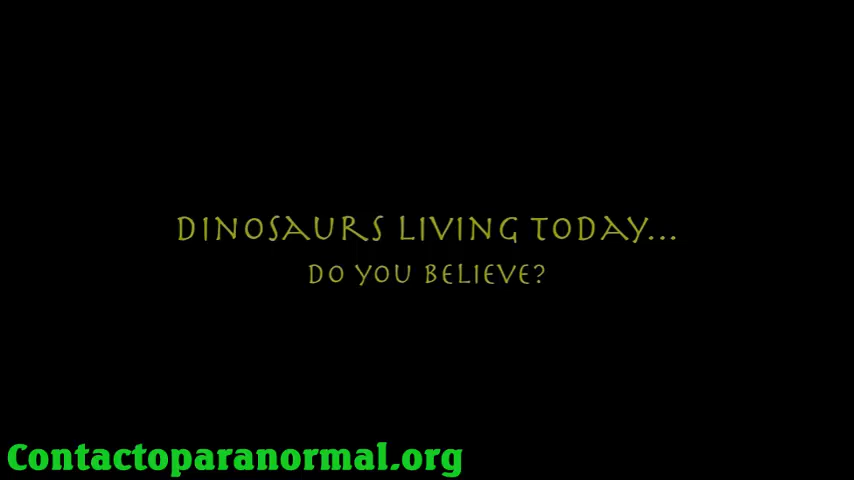 DINOSAURS LIVING TODAY...
DO YOU BELIEVE?
Contactoparanormal.org